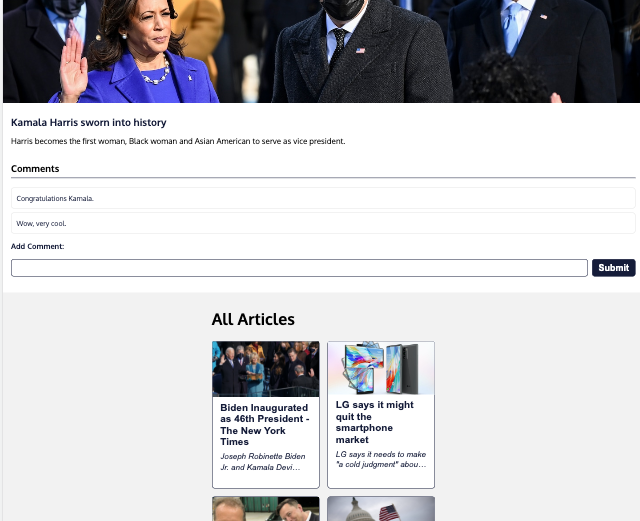 Kamala Harris sworn into history
Harris becomes the first woman, Black woman and Asian American to serve as vice president.
Comments
Congratulations Kamala.
Wow, very cool.
Add Comment:
Submit
All Articles
Biden Inaugurated
as 46th President -
The New York
Times
Joseph Robinette Biden
Jr. and Kamala Devi...
LG says it might
quit the
smartphone
market
LG says it needs to make
"a cold judgment" abou...